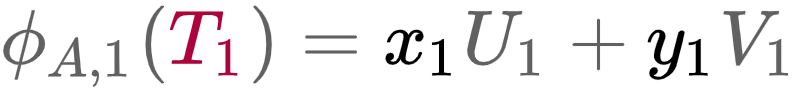 ϕ_{A,1}(T_1) = x_1U_1 + y_1V_1